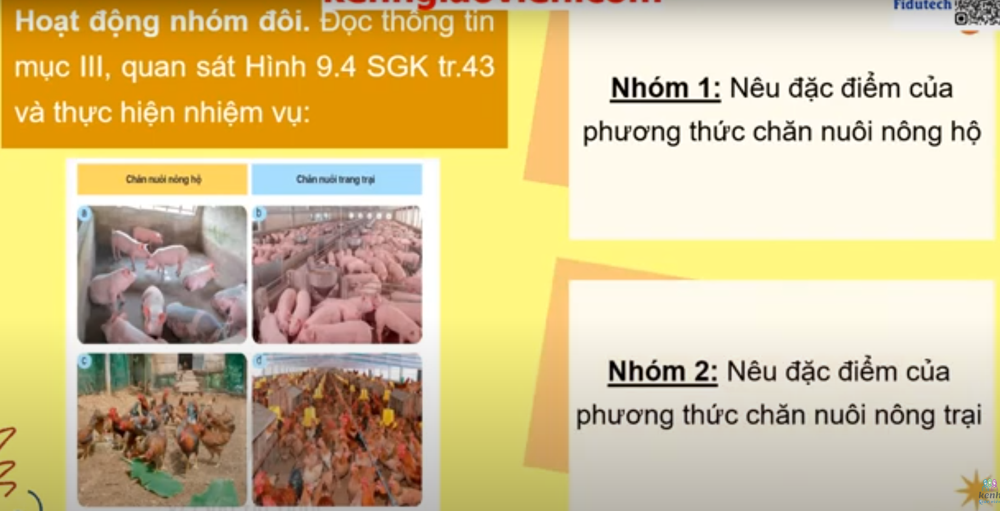 Fidutech
Hoạt động nhóm đôi. Đọc thông tin
mục III, quan sát Hình 9.4 SGK tr.43
và thực hiện nhiệm vụ:
Nhóm 1: Nêu đặc điểm của
phương thức chăn nuôi nông hộ
Chăn nuôi nông hộ
Chăn nuôi trang trại
a
b
c
d
Nhóm 2: Nêu đặc điểm của
phương thức chăn nuôi nông trại
kenh